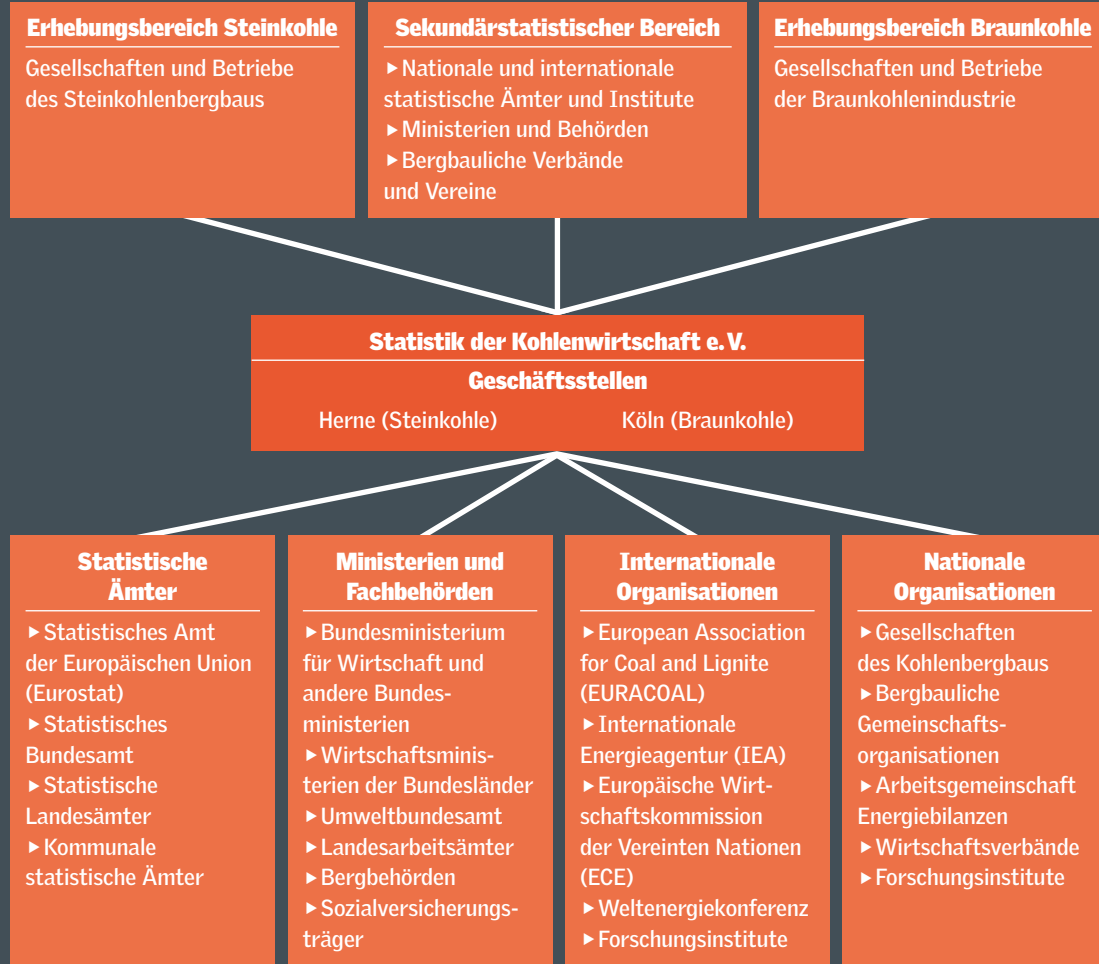 Erhebungsbereich Steinkohle
Gesellschaften und Betriebe
des Steinkohlenbergbaus
Sekundärstatistischer Bereich
▸Nationale und internationale
statistische Ämter und Institute
▸Ministerien und Behörden
▸Bergbauliche Verbände
und Vereine
Erhebungsbereich Braunkohle
Gesellschaften und Betriebe
der Braunkohlenindustrie
Statistik der Kohlenwirtschaft e. V.
Geschäftsstellen
Herne (Steinkohle) Köln (Braunkohle)
Statistische
Ämter
▸Statistisches Amt
der Europäischen Union
(Eurostat)
▸Statistisches
Bundesamt
▸Statistische
Landesämter
▸Kommunale
statistische Ämter
Ministerien und
Fachbehörden
▸Bundesministerium
für Wirtschaft und
andere Bundes-
ministerien
▸Wirtschaftsminis-
terien der Bundesländer
▸Umweltbundesamt
▸Landesarbeitsämter
▸Bergbehörden
▸Sozialversicherungs-
träger
Internationale
Organisationen
▸European Association
for Coal and Lignite
(EURACOAL)
▸Internationale
Energieagentur (IEA)
▸Europäische Wirt-
schaftskommission
der Vereinten Nationen
(ECE)
▸Weltenergiekonferenz
▸Forschungsinstitute
Nationale
Organisationen
▸Gesellschaften
des Kohlenbergbaus
▸Bergbauliche
Gemeinschafts-
organisationen
▸Arbeitsgemeinschaft
Energiebilanzen
▸Wirtschaftsverbände
▸Forschungsinstitute